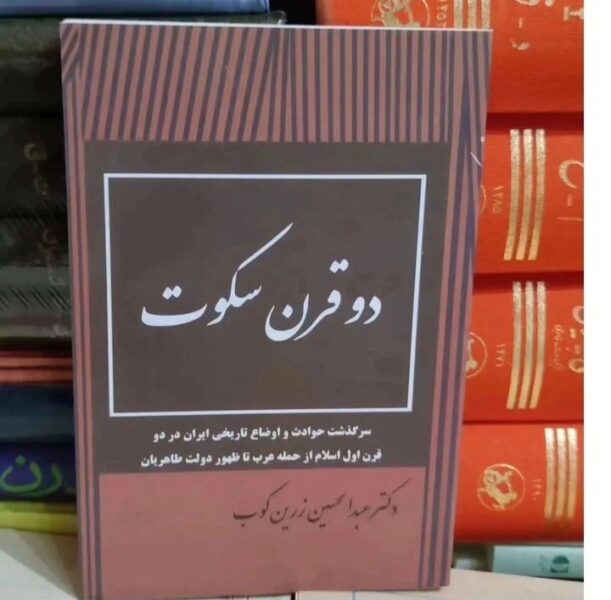 دو قرن سکوت
سرگذشت حوادث و اوضاع تاریخی ایران در دو
قرن اول اسلام از حمله عرب تا ظهور دولت طاهریان
دکتر عبدالحسین زرین کوب
۱۳۸۵